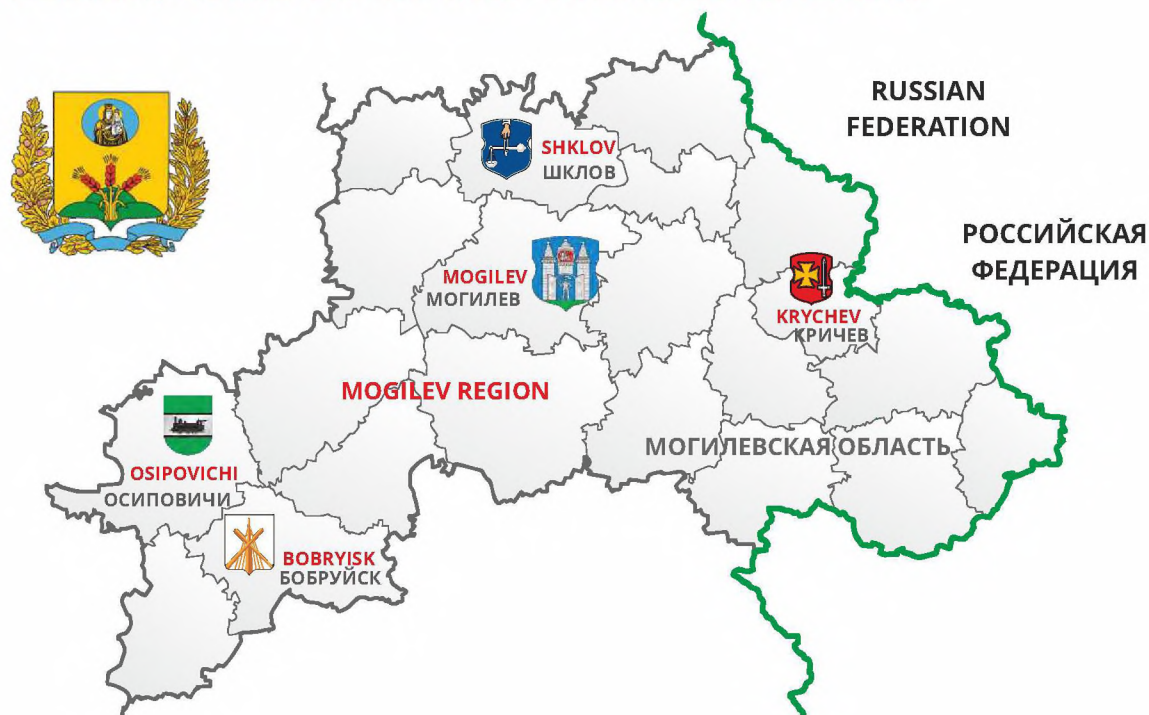 RUSSIAN
FEDERATION
SHKLOV
ШКЛОВ
РОССИЙСКАЯ
ФЕДЕРАЦИЯ
MOGILEV
МОГИЛЕВ
KRYCHEV
КРИЧЕВ
MOGILEV REGION
МОГИЛЕВСКАЯ ОБЛАСТЬ
OSIPOVICHI
ОСИПОВИЧИ
BOBRYISK
БОБРУЙСК